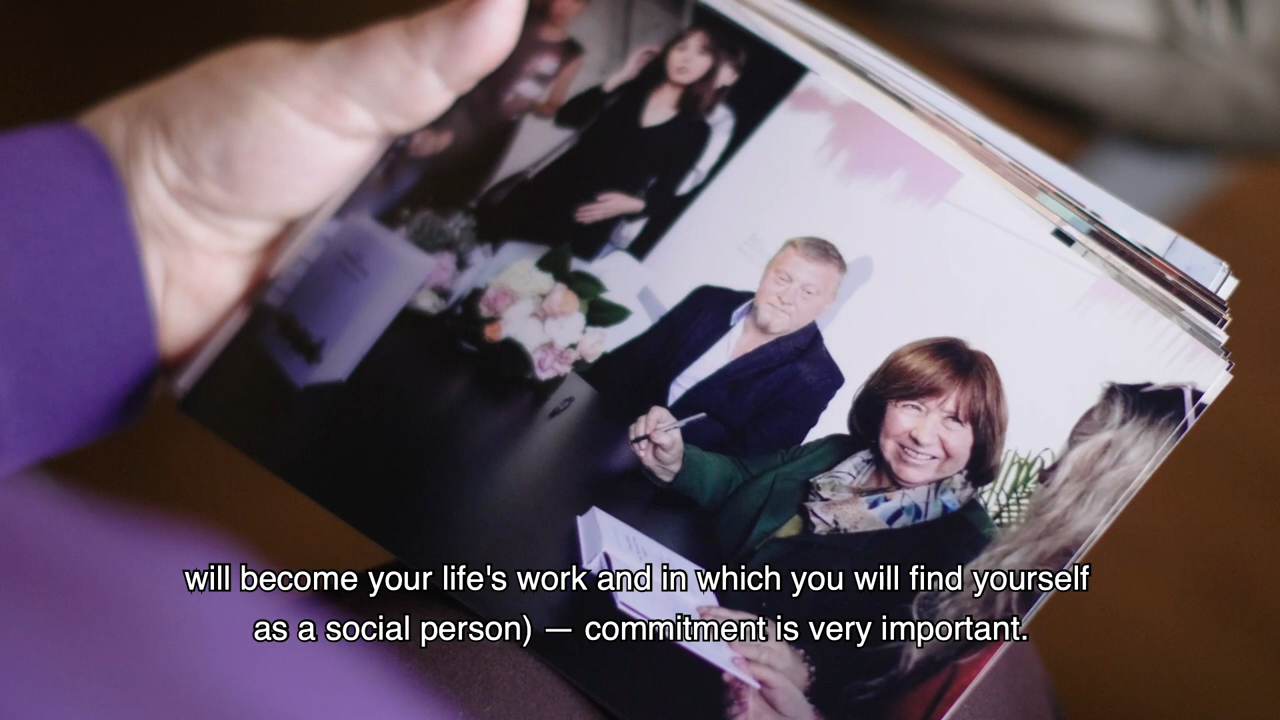 will become your life's work and in which you will find yourself
as a social person) — commitment is very important.